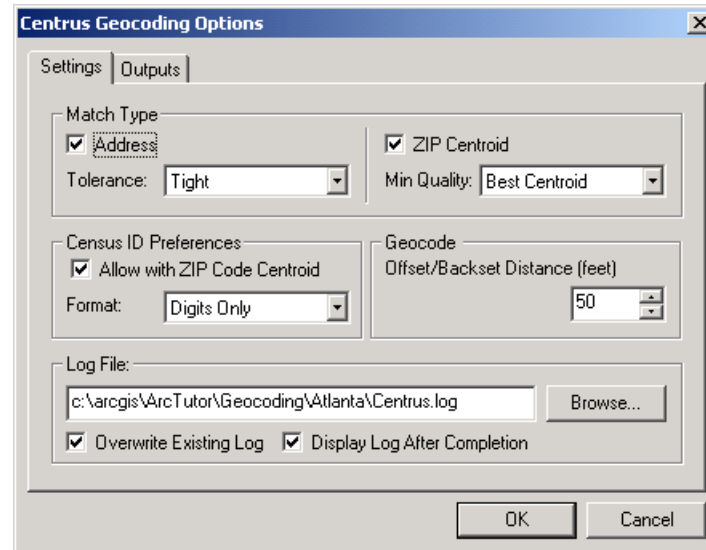 Centrus Geocoding Options
Settings Outputs
Match Type
Address
ZIP Centroid
Tolerance: Tight
Min Quality: Best Centroid
Census ID Preferences
Allow with ZIP Code Centroid
Format: Digits Only
Geocode
Offset/Backset Distance (feet)
50
Log File:
c:\arcgis\ArcTutor\Geocoding\Atlanta\Centrus.log
Browse...
Overwrite Existing Log
Display Log After Completion
OK
Cancel